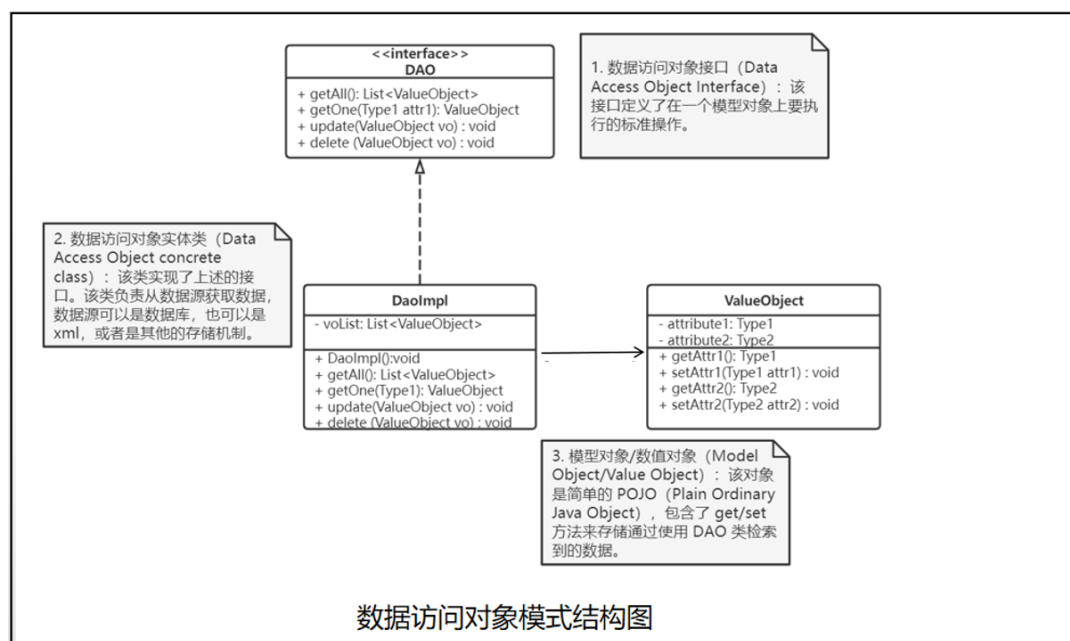 <<interface>>
DAO
+ getAll(): List<ValueObject>
+ getOne(Type1 attr1): ValueObject
+ update(ValueObject vo) : void
+ delete (ValueObject vo) : void
1. 数据访问对象接口（Data
Access Object Interface）：该
接口定义了在一个模型对象上要执
行的标准操作。
2. 数据访问对象实体类（Data
Access Object concrete
class）：该类实现了上述的接
口。该类负责从数据源获取数据，
数据源可以是数据库，也可以是
xml，或者是其他的存储机制。
DaoImpl
- voList: List<ValueObject>
+ DaoImpl():void
+ getAll(): List<ValueObject>
+ getOne(Type1): ValueObject
+ update(ValueObject vo) : void
+ delete (ValueObject vo) : void
ValueObject
- attribute1: Type1
- attribute2: Type2
+ getAttr1(): Type1
+ setAttr1(Type1 attr1) : void
+ getAttr2(): Type2
+ setAttr2(Type2 attr2) : void
3. 模型对象/数值对象（Model
Object/Value Object）：该对象
是简单的 POJO（Plain Ordinary
Java Object），包含了 get/set
方法来存储通过使用 DAO 类检索
到的数据。
数据访问对象模式结构图